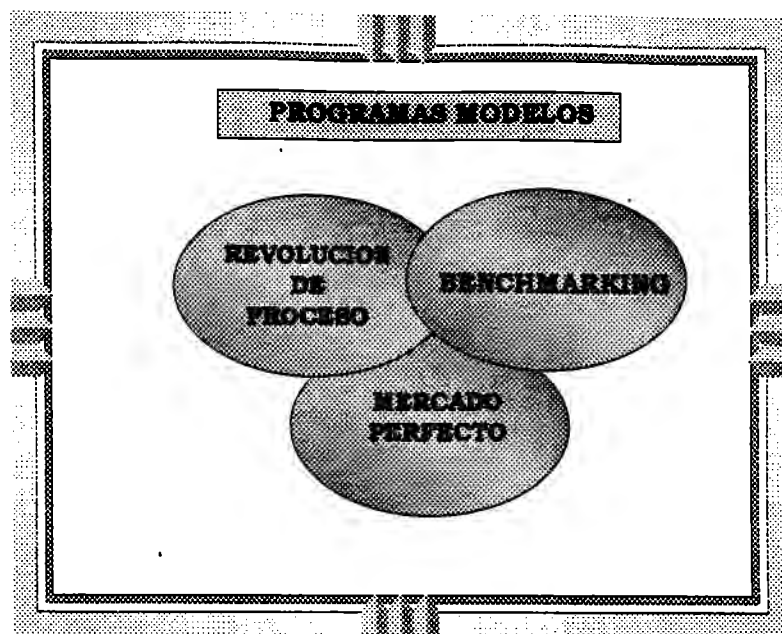 PROGRAMAS MODELOS
REVOLUCION
DE
PROCESO
BENCHMARKING
MERCADO
PERFECTO